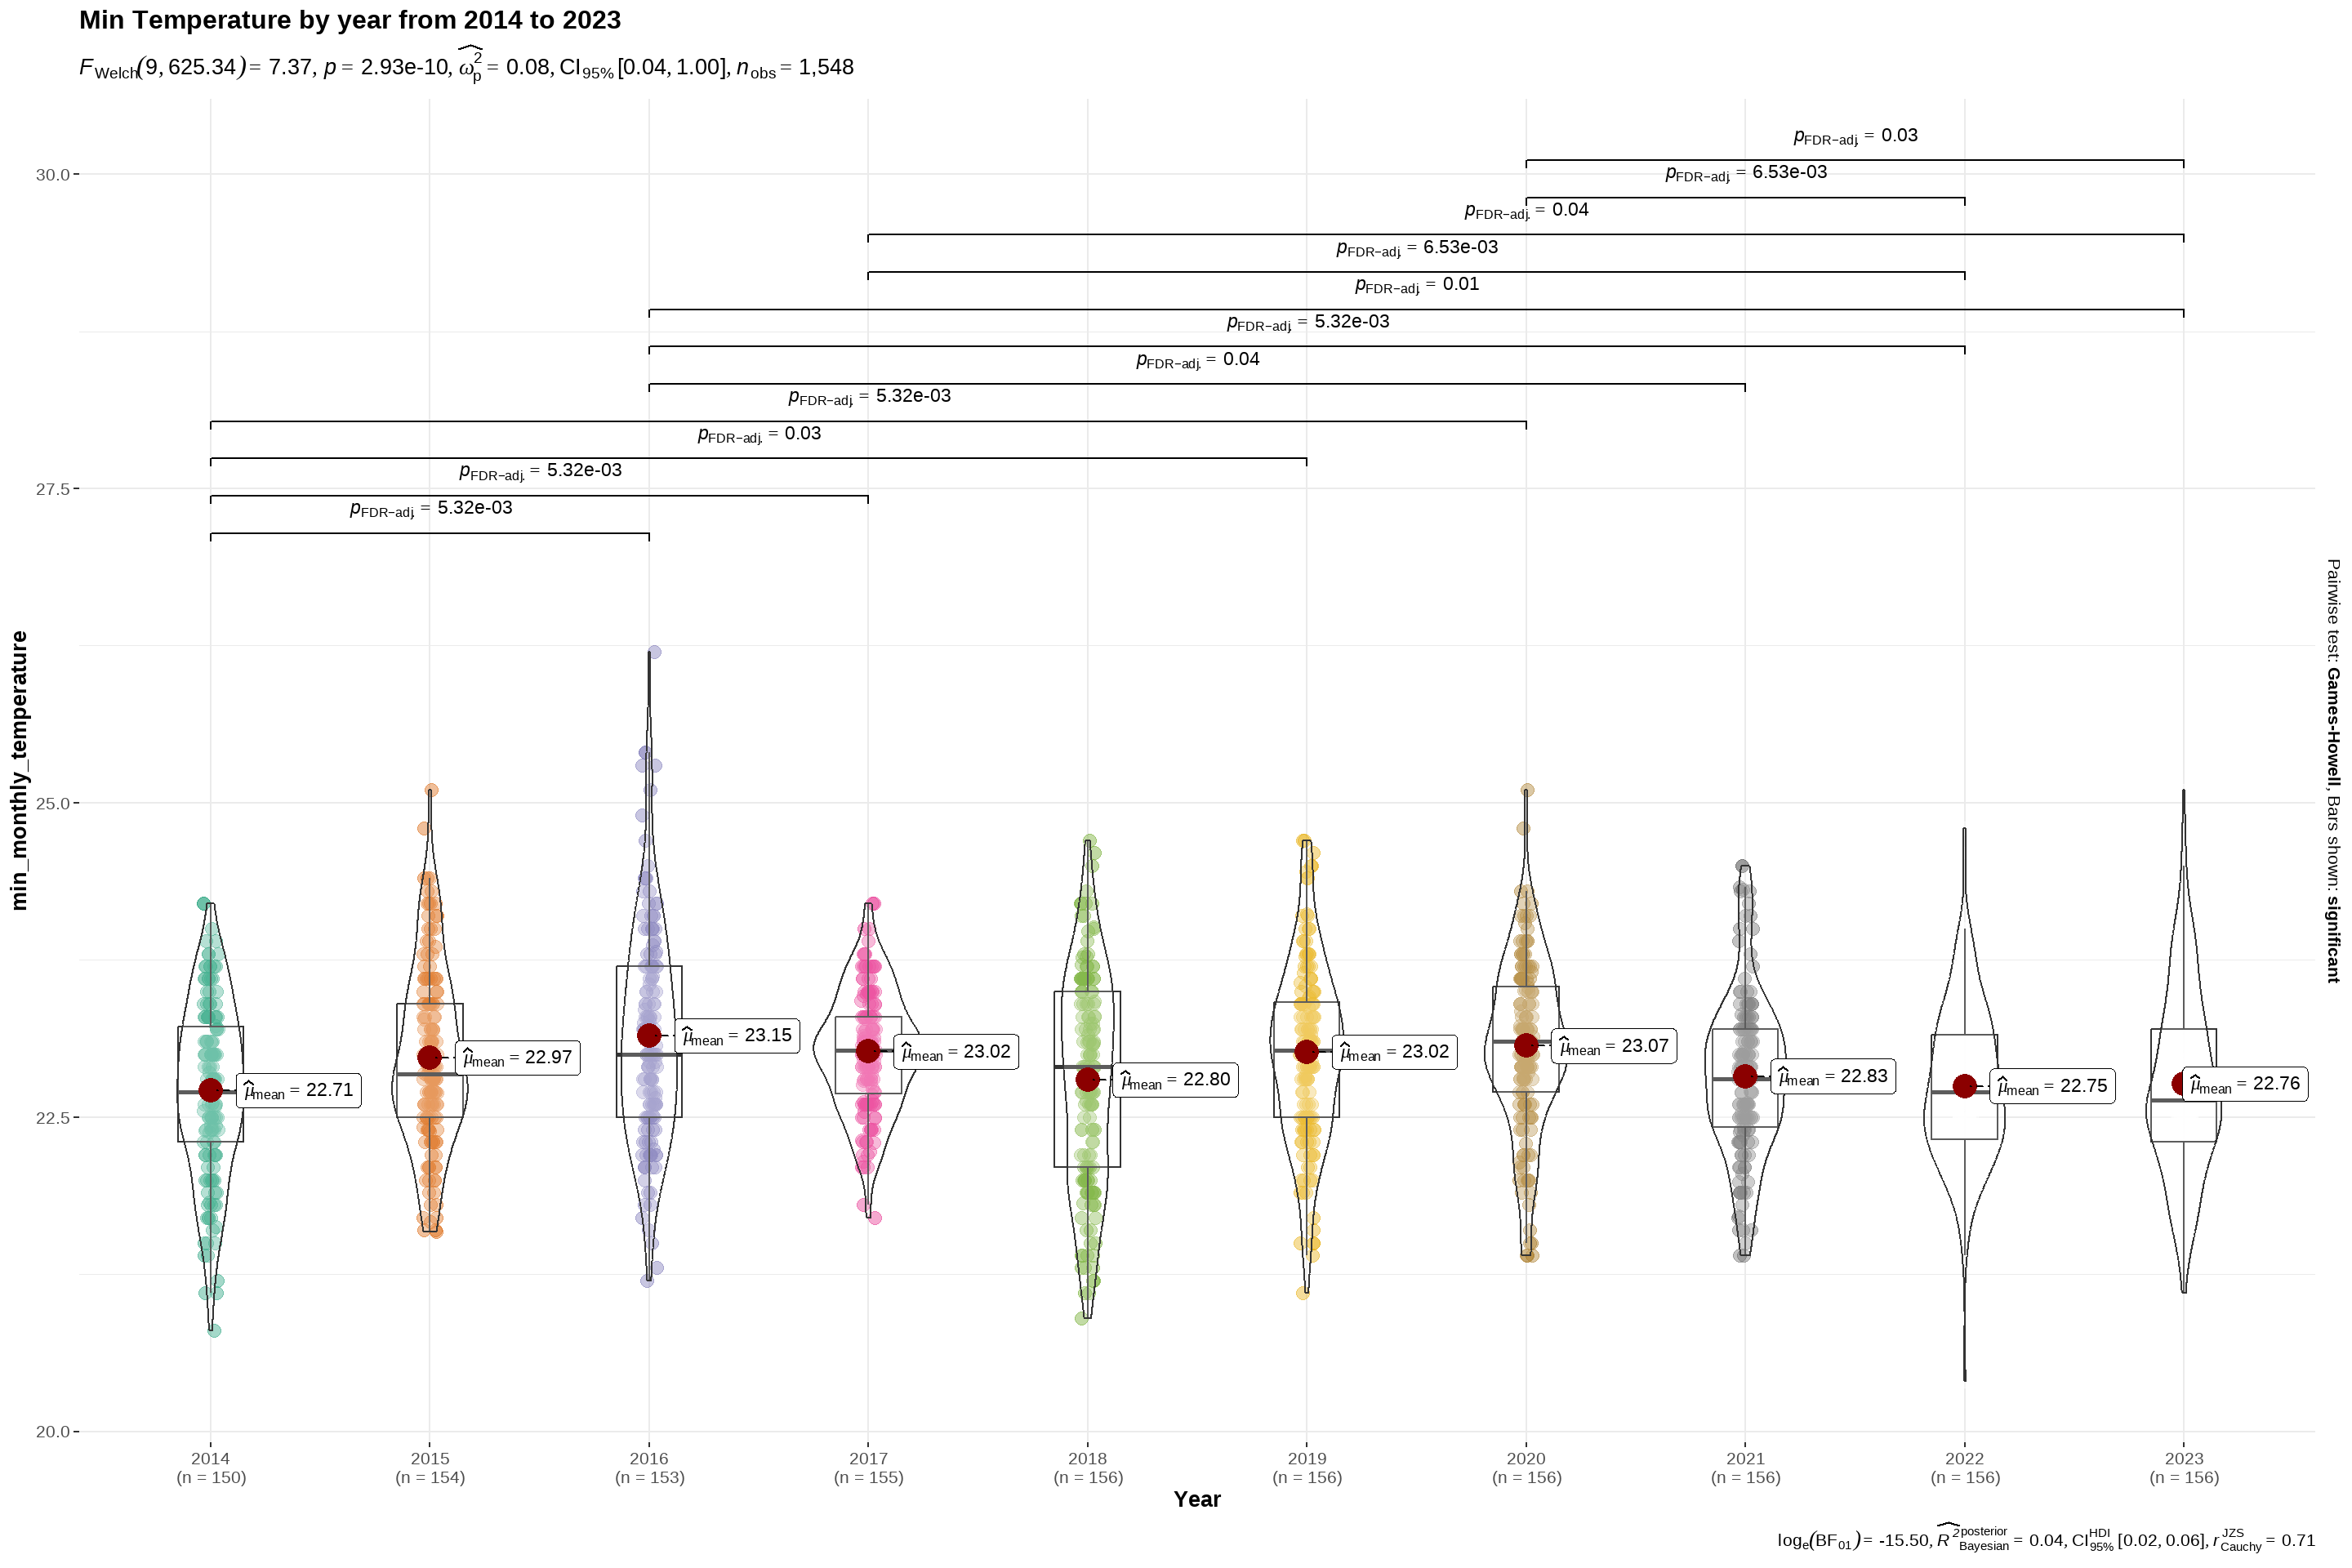 Min Temperature by year from 2014 to 2023
F Welch (9, 625.34) = 7.37, p = 2.93e-10, ω̂²p = 0.08, CI95% [0.04, 1.00], nobs = 1,548
pFDR−adj. = 0.03
30.0
pFDR−adj. = 6.53e-03
pFDR−adj. = 0.04
pFDR−adj. = 6.53e-03
pFDR−adj. = 0.01
pFDR−adj. = 5.32e-03
pFDR−adj. = 0.04
pFDR−adj. = 5.32e-03
pFDR−adj. = 0.03
pFDR−adj. = 5.32e-03
27.5
pFDR−adj. = 5.32e-03
min_monthly_temperature
Pairwise test: Games-Howell, Bars shown: significant
25.0
μ̂mean = 22.71
μ̂mean = 22.97
μ̂mean = 23.15
μ̂mean = 23.02
μ̂mean = 22.80
μ̂mean = 23.02
μ̂mean = 23.07
μ̂mean = 22.83
μ̂mean = 22.75
μ̂mean = 22.76
22.5
20.0
2014
(n = 150)
2015
(n = 154)
2016
(n = 153)
2017
(n = 155)
2018
(n = 156)
2019
(n = 156)
2020
(n = 156)
2021
(n = 156)
2022
(n = 156)
2023
(n = 156)
Year
loge(BF01) = -15.50, R̂² posterior Bayesian = 0.04, CI HDI 95% [0.02, 0.06], r JZS Cauchy = 0.71